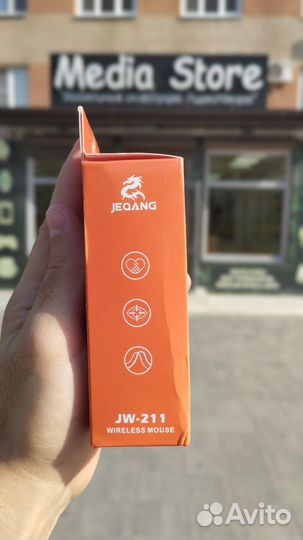 Media Store
JEQANG
JW-211
WIRELESS MOUSE
Avito